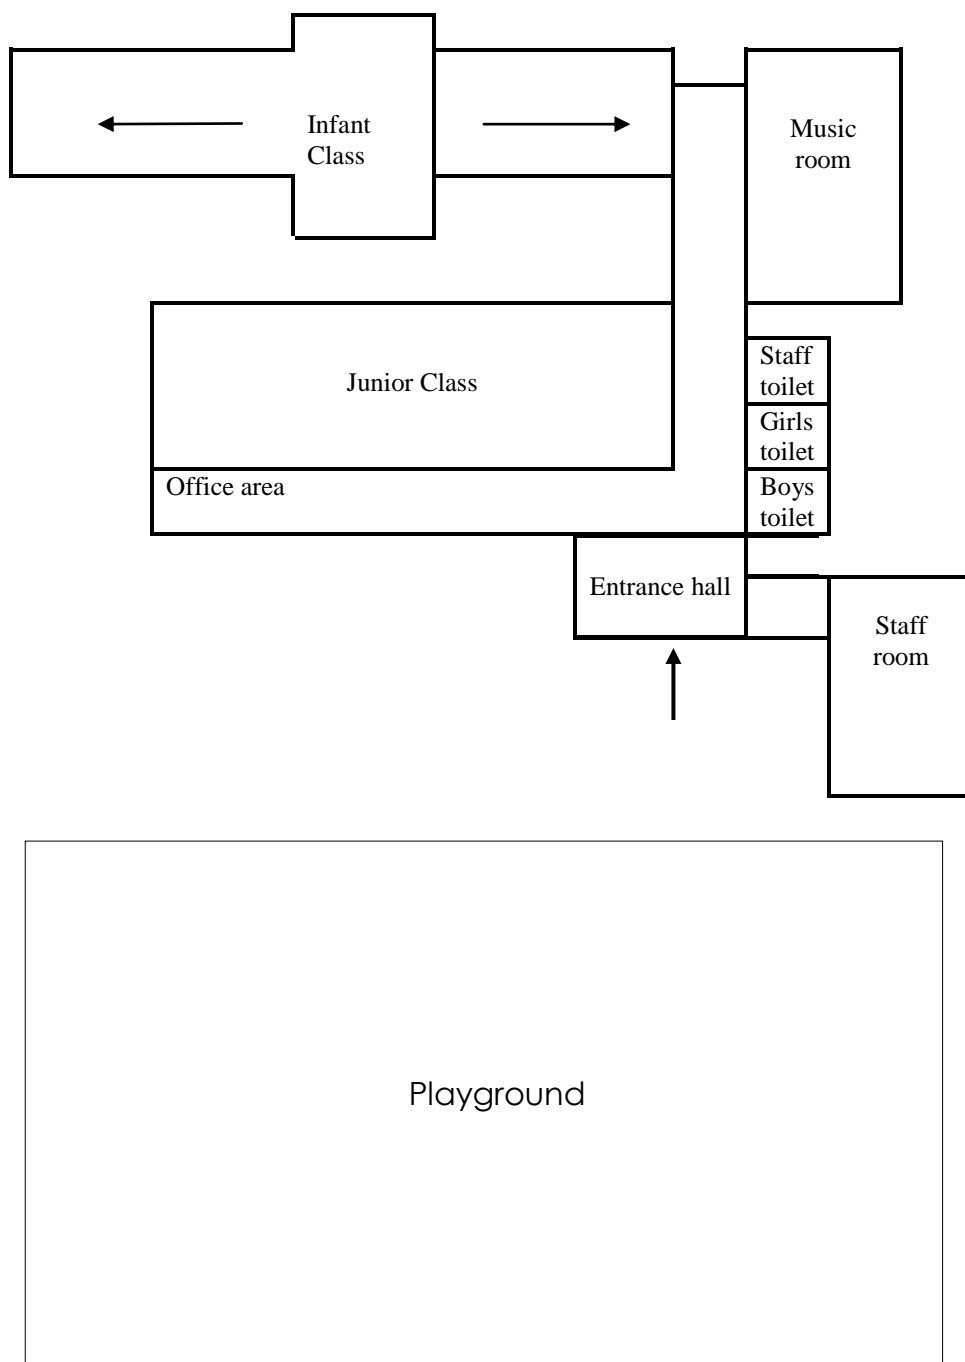 Infant
Class
Music
room
Junior Class
Staff
toilet
Girls
toilet
Office area
Boys
toilet
Entrance hall
Staff
room
Playground